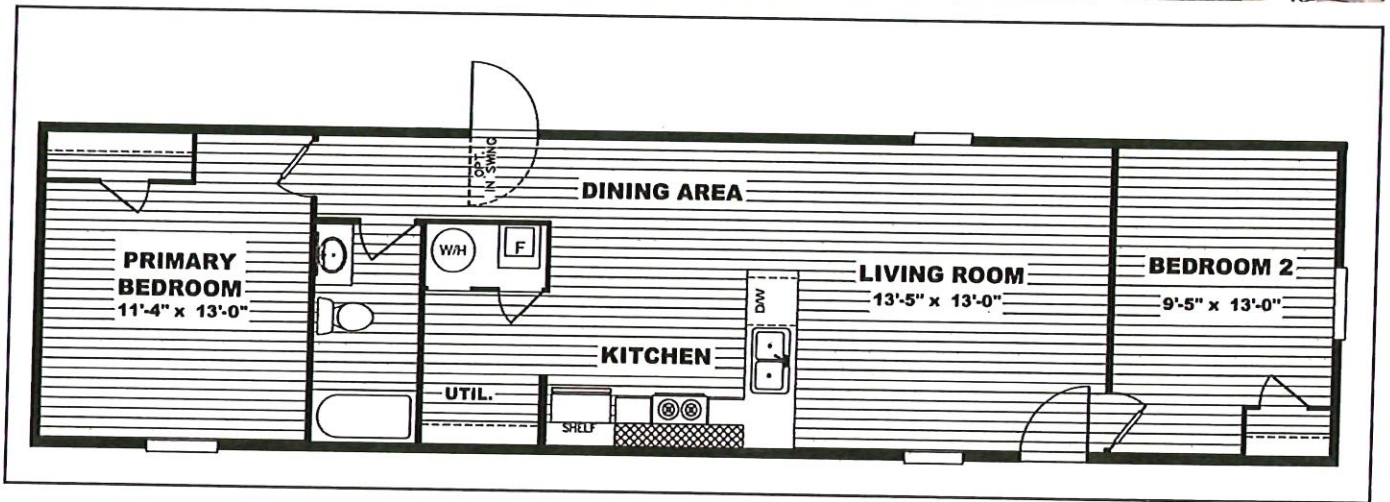 OPT.
IN SWING
DINING AREA
PRIMARY
BEDROOM
11'-4" x 13'-0"
W/H
F
D/W
LIVING ROOM
13'-5" x 13'-0"
BEDROOM 2
9'-5" x 13'-0"
KITCHEN
UTIL.
SHELF